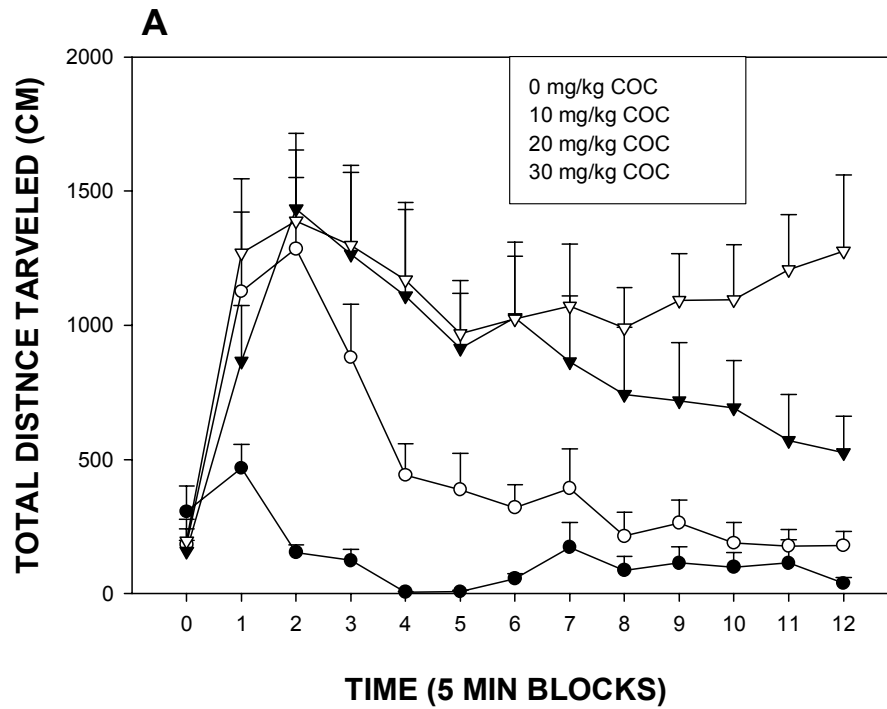 A
TOTAL DISTNCE TARVELED (CM)
2000
1500
1000
500
0
0 mg/kg COC
10 mg/kg COC
20 mg/kg COC
30 mg/kg COC
0 1 2 3 4 5 6 7 8 9 10 11 12
TIME (5 MIN BLOCKS)